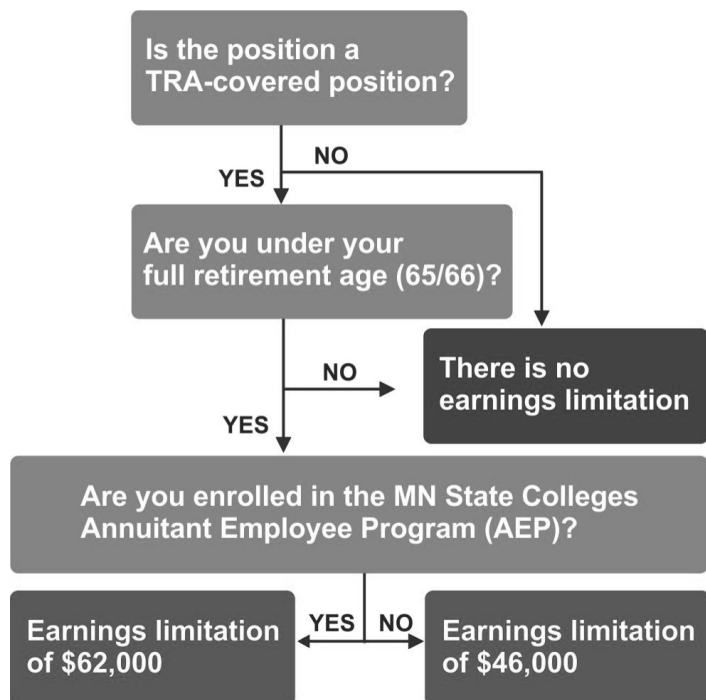 Is the position a
TRA-covered position?
NO
YES
Are you under your
full retirement age (65/66)?
There is no
earnings limitation
NO
YES
Are you enrolled in the MN State Colleges
Annuitant Employee Program (AEP)?
YES NO
Earnings limitation
of $62,000
Earnings limitation
of $46,000